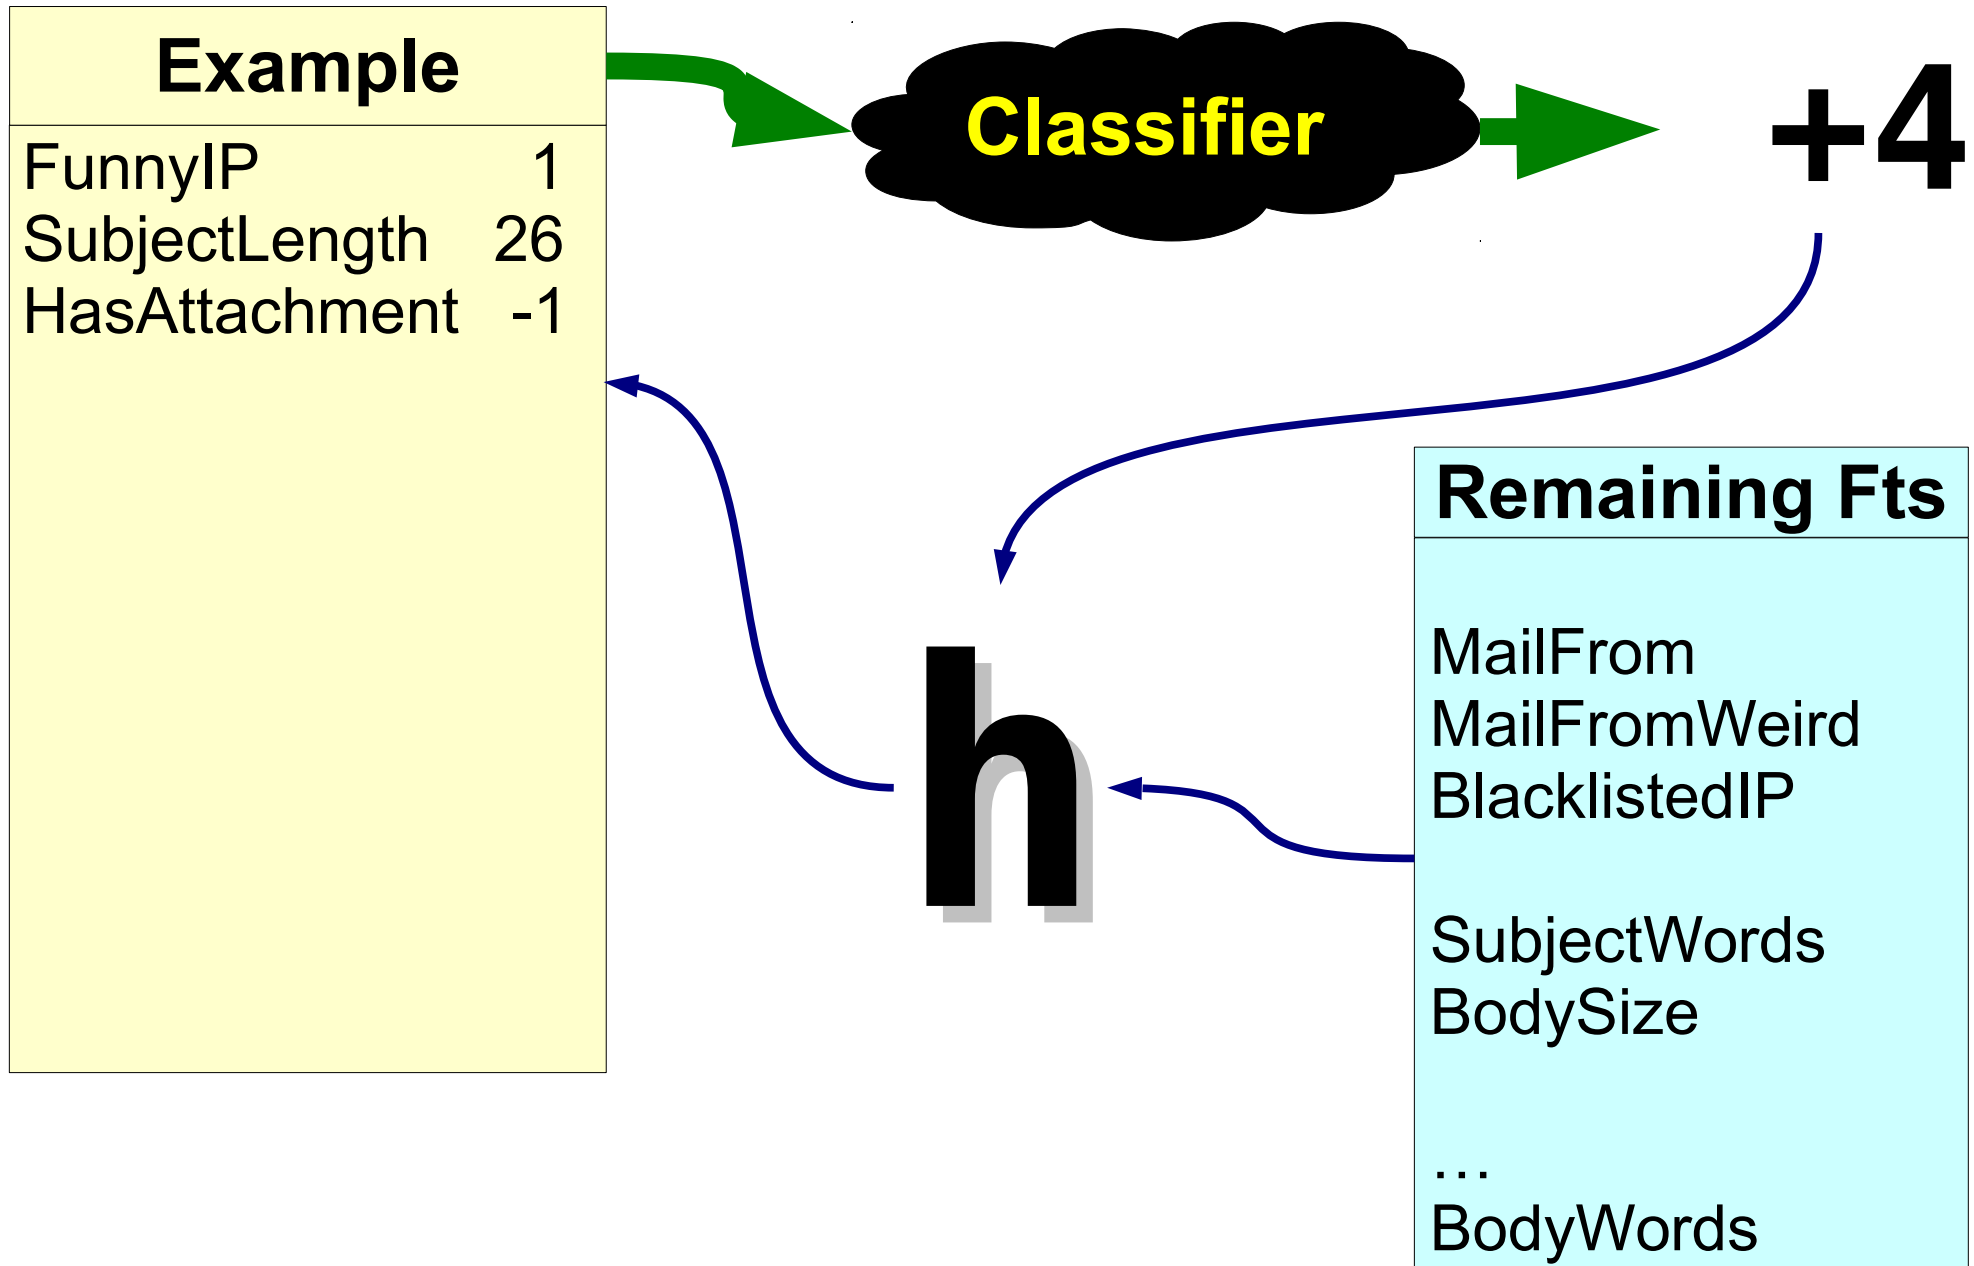 Example
FunnyIP 1
SubjectLength 26
HasAttachment -1
Classifier
+4
h
Remaining Fts
MailFrom
MailFromWeird
BlacklistedIP
SubjectWords
BodySize
…
BodyWords